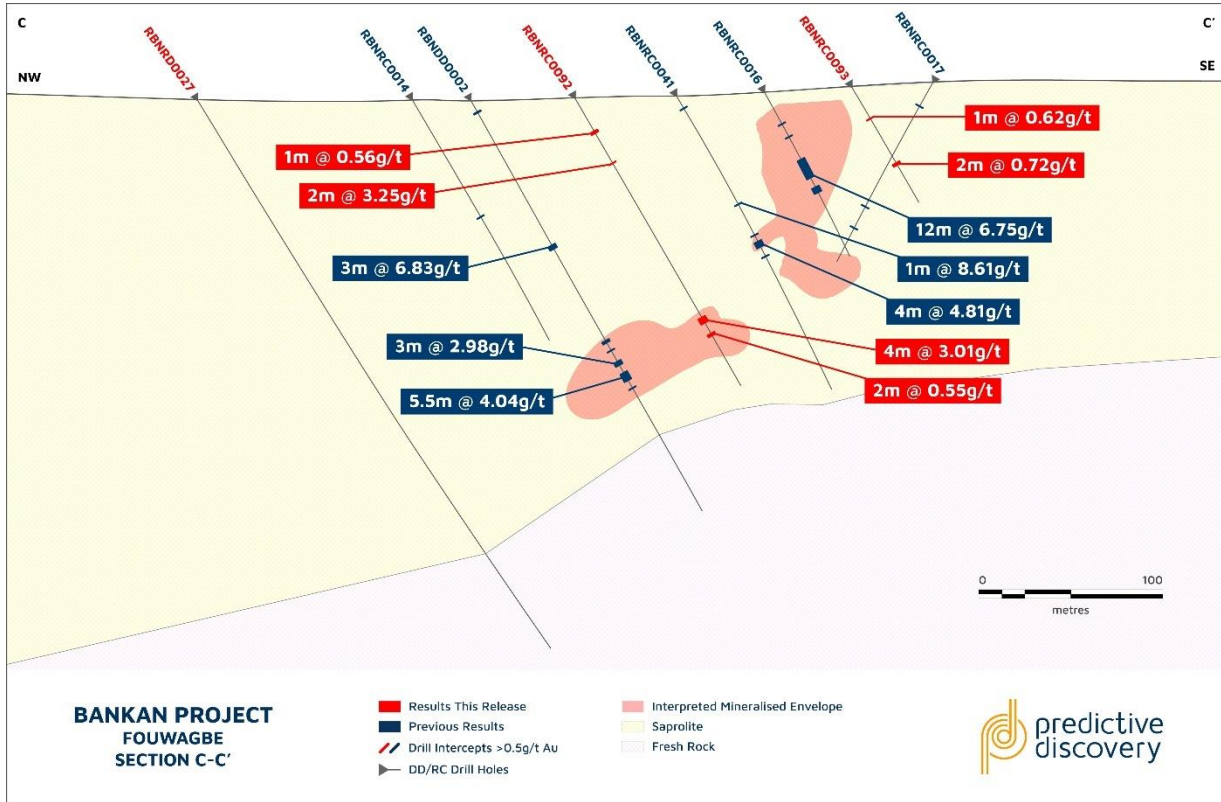 C
C'
NW
SE
RBNRD0027
RBNRC0014
RBNDD0002
RBNRC0092
RBNRC0041
RBNRC0016
RBNRC0093
RBNRC0017
1m @ 0.56g/t
2m @ 3.25g/t
3m @ 6.83g/t
3m @ 2.98g/t
5.5m @ 4.04g/t
1m @ 0.62g/t
2m @ 0.72g/t
12m @ 6.75g/t
1m @ 8.61g/t
4m @ 4.81g/t
4m @ 3.01g/t
2m @ 0.55g/t
0 100
metres
BANKAN PROJECT
FOUWAGBE
SECTION C-C'
Results This Release
Previous Results
Drill Intercepts >0.5g/t Au
DD/RC Drill Holes
Interpreted Mineralised Envelope
Saprolite
Fresh Rock
predictive
discovery